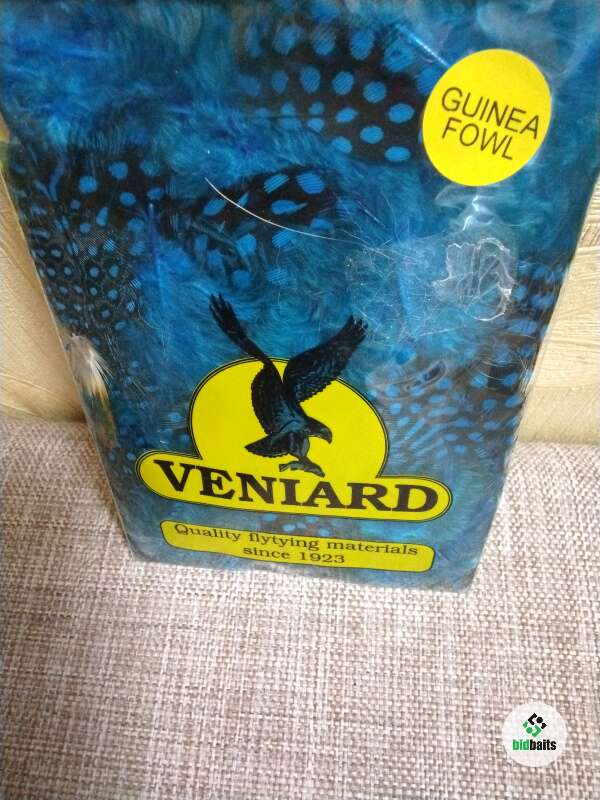 GUINEA
FOWL
VENIARD
Quality flytying materials
since 1923
bidbaits